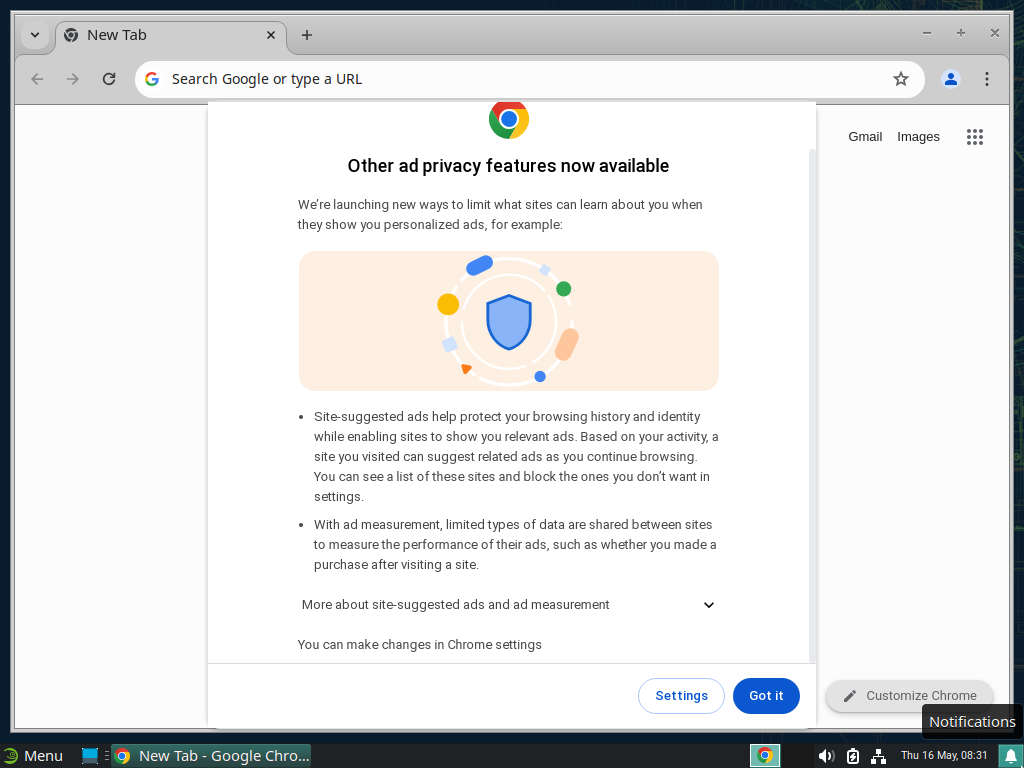 New Tab
Search Google or type a URL
Gmail Images
Other ad privacy features now available
We’re launching new ways to limit what sites can learn about you when
they show you personalized ads, for example:
Site-suggested ads help protect your browsing history and identity
while enabling sites to show you relevant ads. Based on your activity, a
site you visited can suggest related ads as you continue browsing.
You can see a list of these sites and block the ones you don’t want in
settings.
With ad measurement, limited types of data are shared between sites
to measure the performance of their ads, such as whether you made a
purchase after visiting a site.
More about site-suggested ads and ad measurement
You can make changes in Chrome settings
Settings Got it
Customize Chrome
Notifications
Menu New Tab - Google Chro... Thu 16 May, 08:31